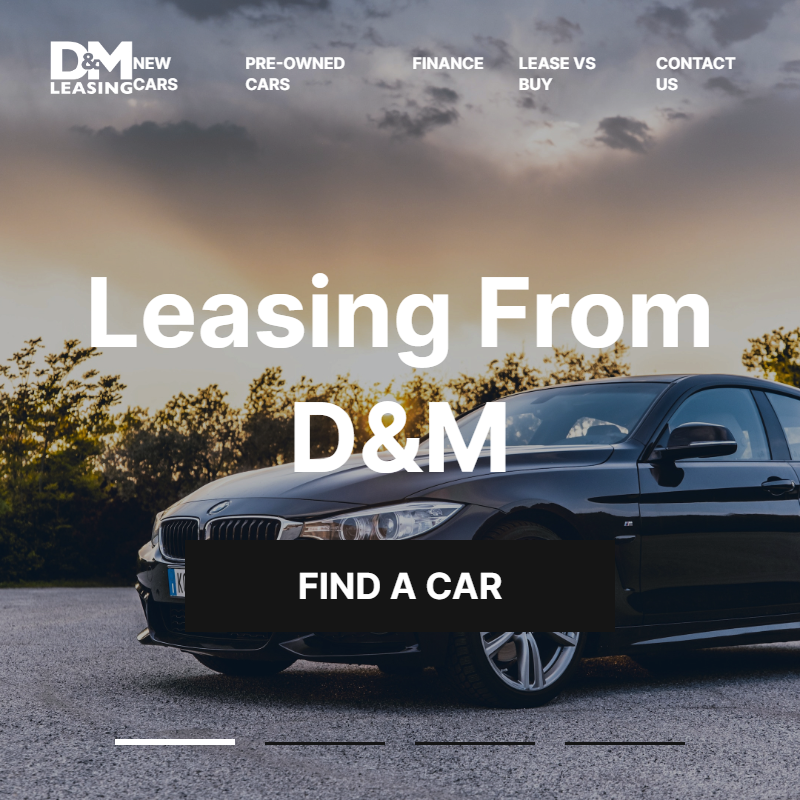 D&M
LEASING
NEW
CARS
PRE-OWNED
CARS
FINANCE
LEASE VS
BUY
CONTACT
US
Leasing From
D&M
FIND A CAR